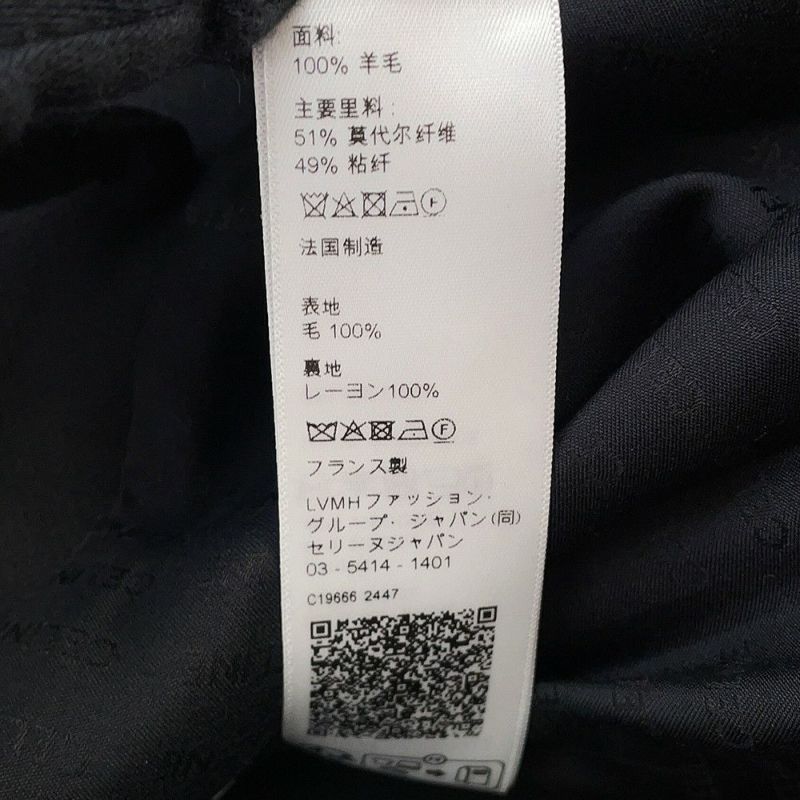 面料:
100% 羊毛
主要里料:
51% 莫代尔纤维
49% 粘纤
F
法国制造
表地
毛 100%
裏地
レーヨン100%
F
フランス製
LVMHファッション・
グループ・ジャパン(同)
セリーヌジャパン
03 - 5414 - 1401
C19666 2447